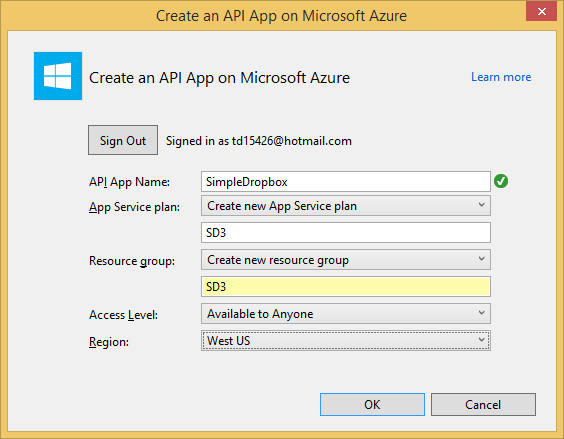 Create an API App on Microsoft Azure
Create an API App on Microsoft Azure
Learn more
Sign Out
Signed in as td15426@hotmail.com
API App Name:
SimpleDropbox
App Service plan:
Create new App Service plan
SD3
Resource group:
Create new resource group
SD3
Access Level:
Available to Anyone
Region:
West US
OK
Cancel